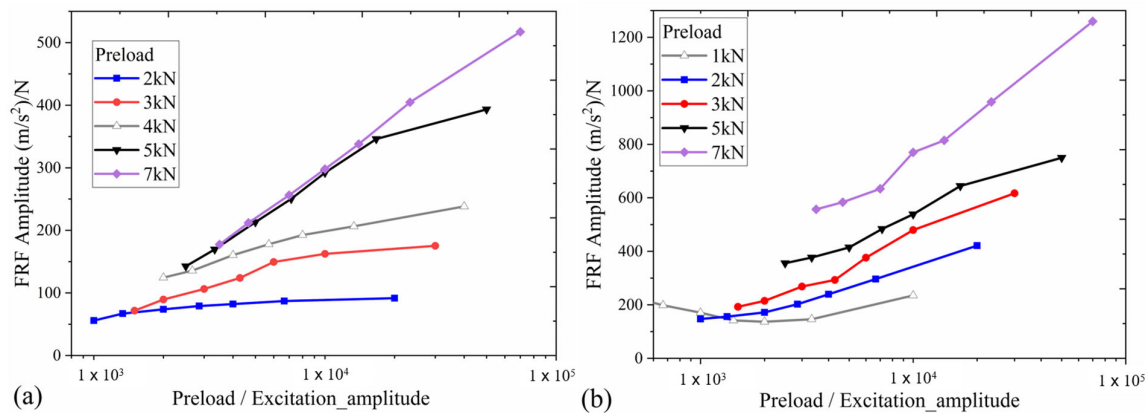 500
400
300
200
100
0
FRF Amplitude (m/s²)/N
Preload
2kN
3kN
4kN
5kN
7kN
1 x 10³
1 x 10⁴
1 x 10⁵
Preload / Excitation_amplitude
(a)
1200
1000
800
600
400
200
0
FRF Amplitude (m/s²)/N
Preload
1kN
2kN
3kN
5kN
7kN
1 x 10³
1 x 10⁴
1 x 10⁵
Preload / Excitation_amplitude
(b)